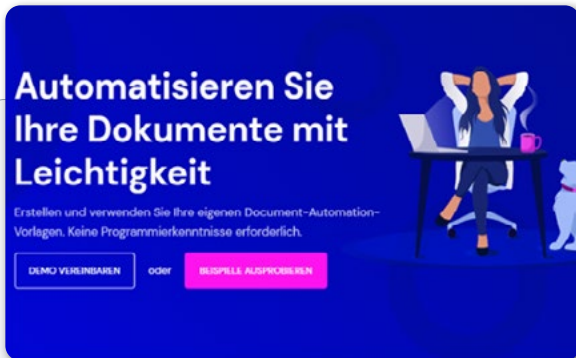 Automatisieren Sie
Ihre Dokumente mit
Leichtigkeit
Erstellen und verwenden Sie Ihre eigenen Document-Automation-
Vorlagen. Keine Programmierkenntnisse erforderlich.
DEMO VEREINBAREN oder BEISPIELE AUSPROBIEREN